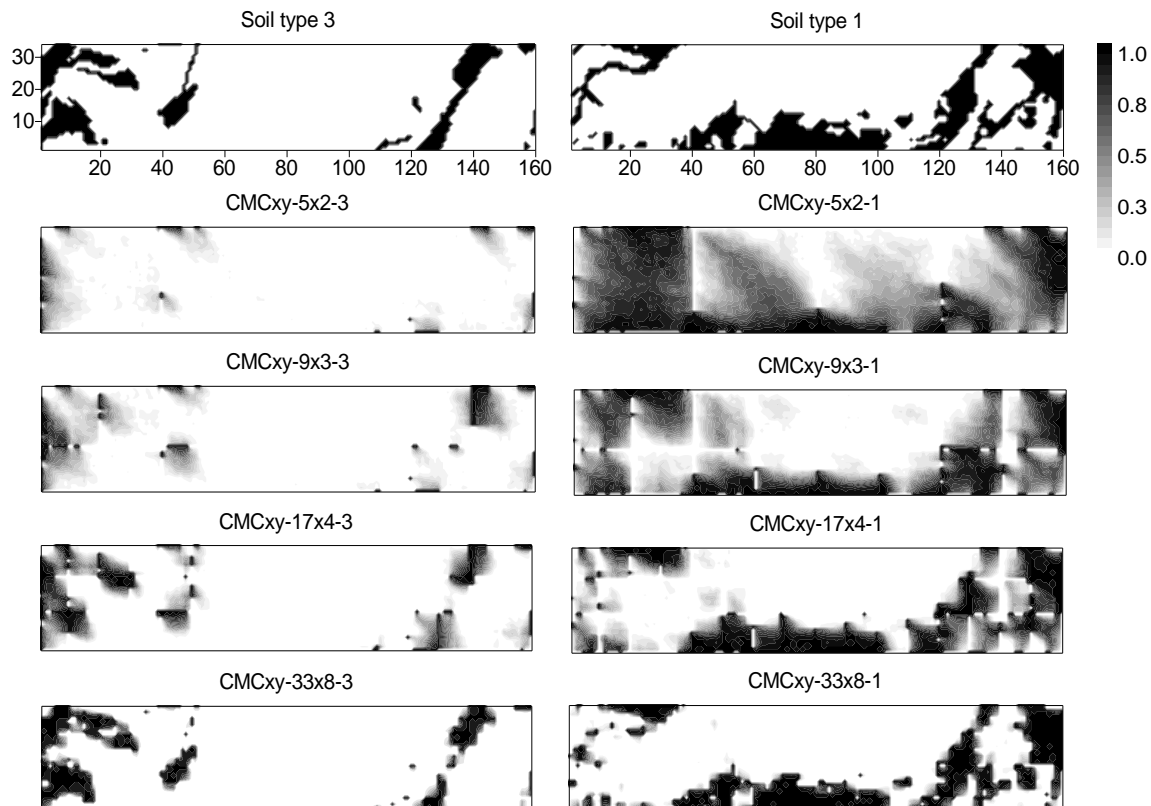 Soil type 3
Soil type 1
30
20
10
20 40 60 80 100 120 140 160
20 40 60 80 100 120 140 160
1.0
0.8
0.5
0.3
0.0
CMCxy-5x2-3
CMCxy-5x2-1
CMCxy-9x3-3
CMCxy-9x3-1
CMCxy-17x4-3
CMCxy-17x4-1
CMCxy-33x8-3
CMCxy-33x8-1